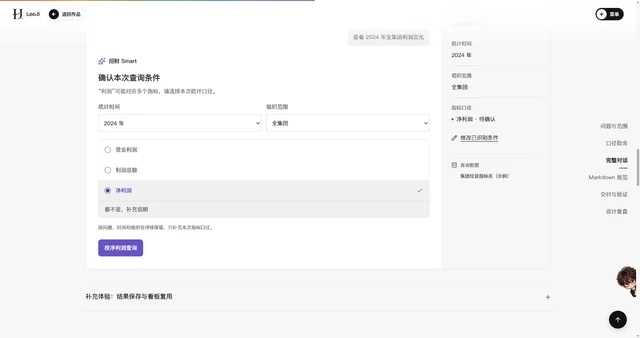 LeoJi
返回作品
菜单
查看 2024 年全集团利润变化
招财 Smart
确认本次查询条件
“利润”可能对应多个指标，请选择本次统计口径。
统计时间
组织范围
2024 年
全集团
营业利润
利润总额
净利润
都不是，补充说明
原问题、时间和组织会持续保留，只补充本次指标口径。
按净利润查询
统计时间
2024 年
组织范围
全集团
指标口径
净利润 · 待确认
修改已识别条件
查询数据
集团经营指标表（示例）
问题与范围
口径取舍
完整对话
Markdown 规范
交付与验证
设计复盘
补充体验：结果保存与看板复用